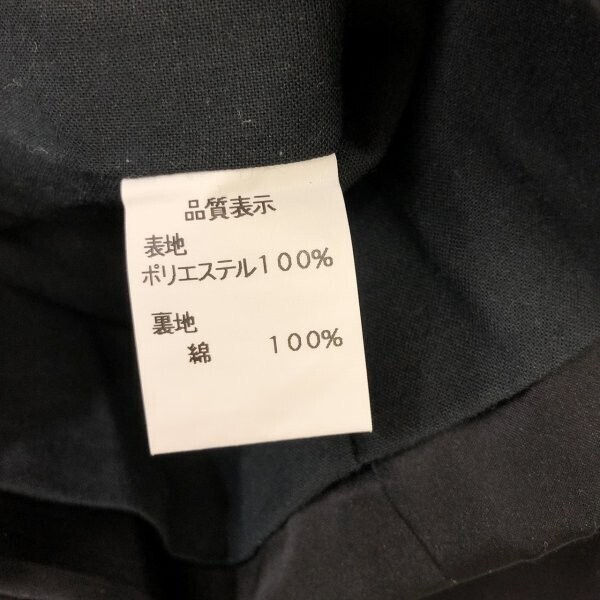 品質表示
表地
ポリエステル100%
裏地
綿 100%